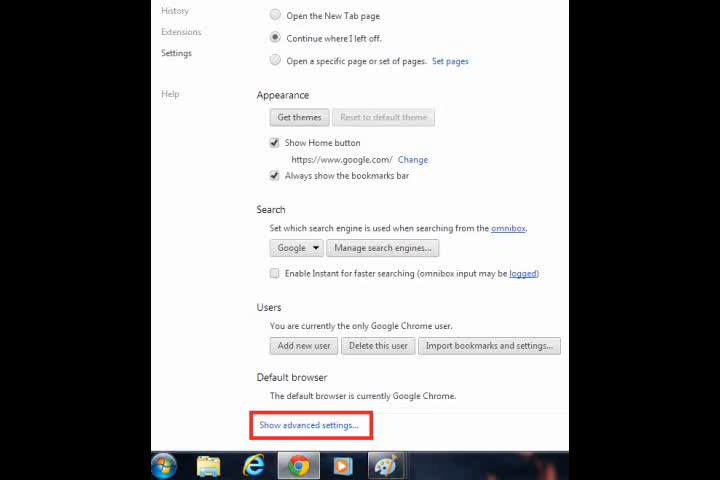 History
Extensions
Settings
Help
Open the New Tab page
Continue where I left off.
Open a specific page or set of pages. Set pages
Appearance
Get themes Reset to default theme
Show Home button
https://www.google.com/ Change
Always show the bookmarks bar
Search
Set which search engine is used when searching from the omnibox.
Google Manage search engines...
Enable Instant for faster searching (omnibox input may be logged)
Users
You are currently the only Google Chrome user.
Add new user Delete this user Import bookmarks and settings...
Default browser
The default browser is currently Google Chrome.
Show advanced settings...